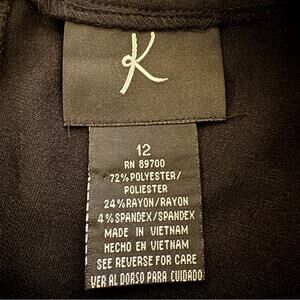 K
12
RN 89700
72% POLYESTER/
POLIESTER
24% RAYON/RAYON
4% SPANDEX/SPANDEX
MADE IN VIETNAM
HECHO EN VIETNAM
SEE REVERSE FOR CARE
VER AL DORSO PARA CUIDADO